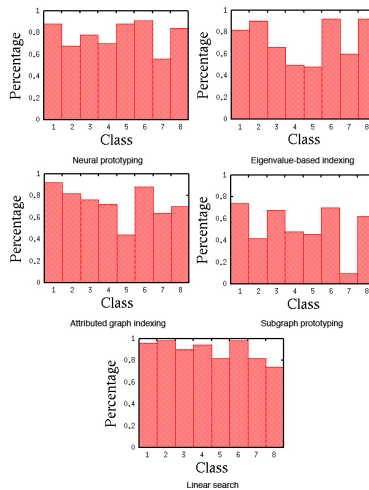 Percentage
1
0.8
0.6
0.4
0.2
0
1 2 3 4 5 6 7 8
Class
Neural prototyping
Percentage
1
0.8
0.6
0.4
0.2
0
1 2 3 4 5 6 7 8
Class
Eigenvalue-based indexing
Percentage
1
0.8
0.6
0.4
0.2
0
1 2 3 4 5 6 7 8
Class
Attributed graph indexing
Percentage
1
0.8
0.6
0.4
0.2
0
1 2 3 4 5 6 7 8
Class
Subgraph prototyping
Percentage
1
0.8
0.6
0.4
0.2
0
1 2 3 4 5 6 7 8
Class
Linear search